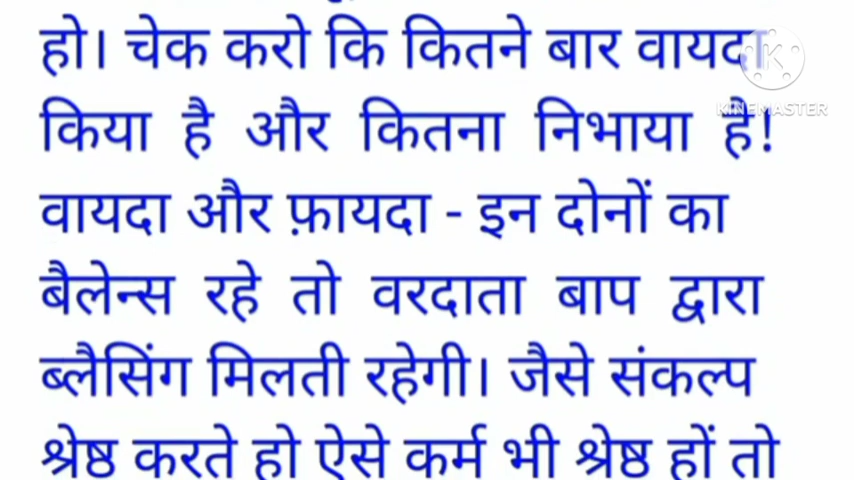 हो। चेक करो कि कितने बार वायदा
किया है और कितना निभाया है!
वायदा और फ़ायदा - इन दोनों का
बैलेन्स रहे तो वरदाता बाप द्वारा
ब्लैसिंग मिलती रहेगी। जैसे संकल्प
श्रेष्ठ करते हो ऐसे कर्म भी श्रेष्ठ हों तो
K
KINEMASTER